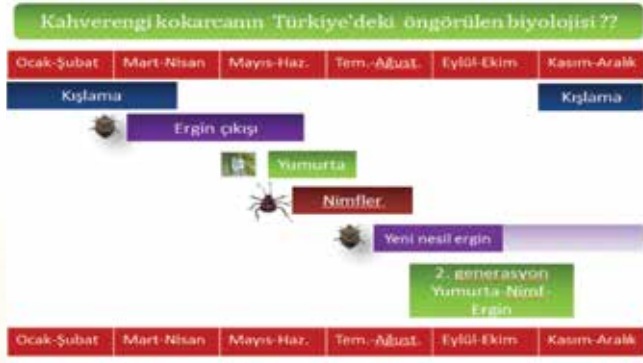 Kahverengi kokarcanın Türkiye'deki öngörülen biyolojisi ??
Ocak-Şubat Mart-Nisan Mayıs-Haz. Tem.-Ağust. Eylül-Ekim Kasım-Aralık
Kışlama Kışlama
Ergin çıkışı
Yumurta
Nimfler
Yeni nesil ergin
2. generasyon
Yumurta-Nimf-
Ergin
Ocak-Şubat Mart-Nisan Mayıs-Haz. Tem.-Ağust. Eylül-Ekim Kasım-Aralık